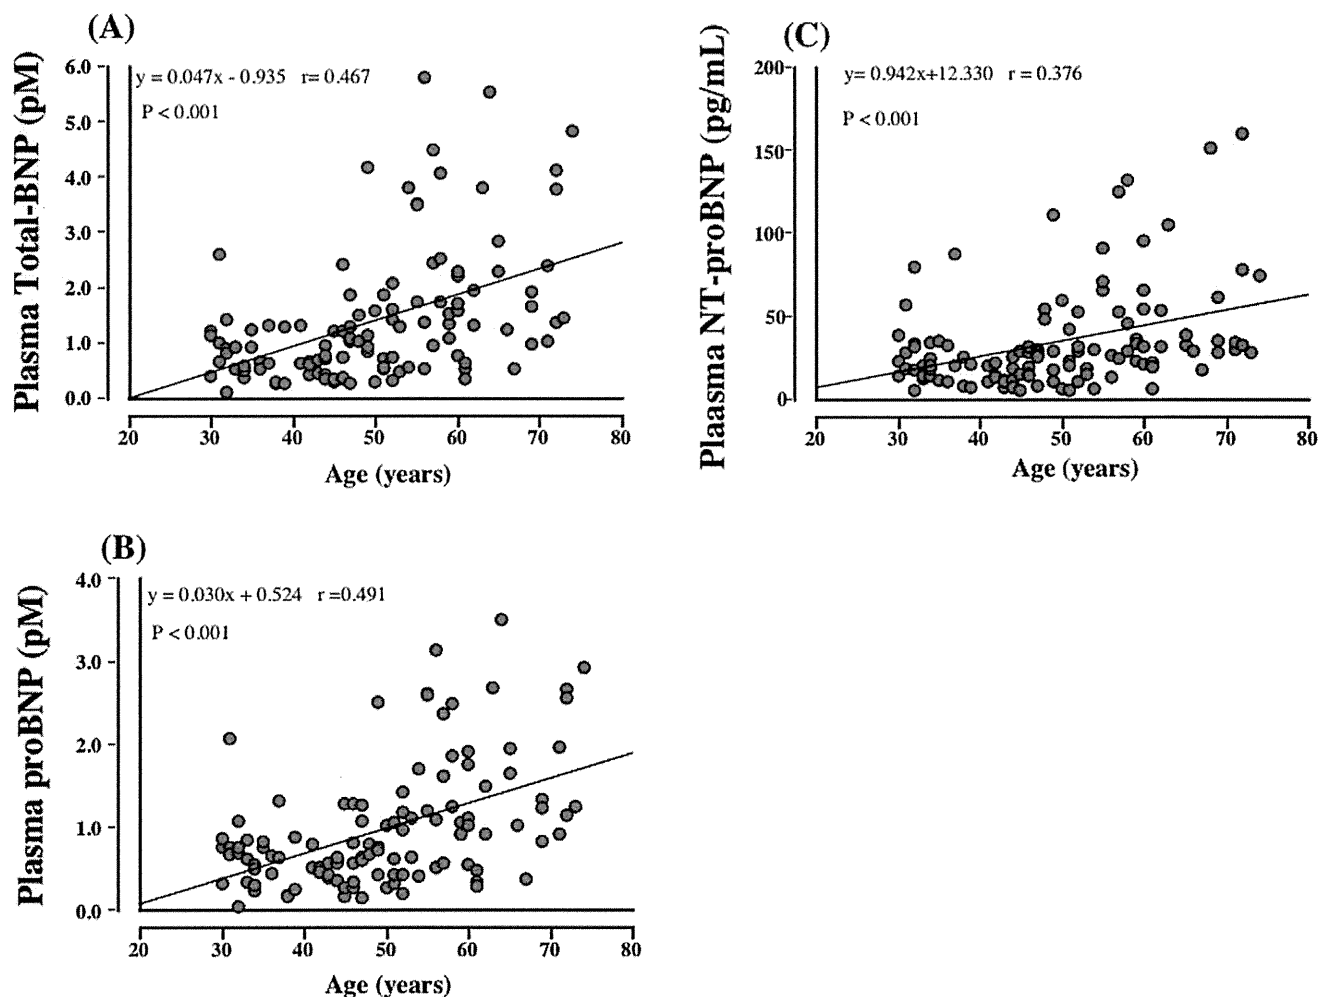 (A)
Plasma Total-BNP (pM)
y = 0.047x - 0.935 r= 0.467
P < 0.001
6.0
5.0
4.0
3.0
2.0
1.0
0.0
20 30 40 50 60 70 80
Age (years)
(C)
Plaasma NT-proBNP (pg/mL)
y= 0.942x+12.330 r = 0.376
P < 0.001
200
150
100
50
0
20 30 40 50 60 70 80
Age (years)
(B)
Plasma proBNP (pM)
y = 0.030x + 0.524 r =0.491
P < 0.001
4.0
3.0
2.0
1.0
0.0
20 30 40 50 60 70 80
Age (years)